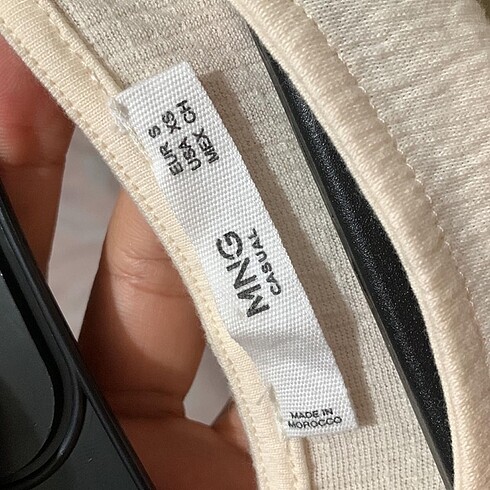 EUR S
USA XS
MEX CH
MNG
CASUAL
MADE IN
MOROCCO